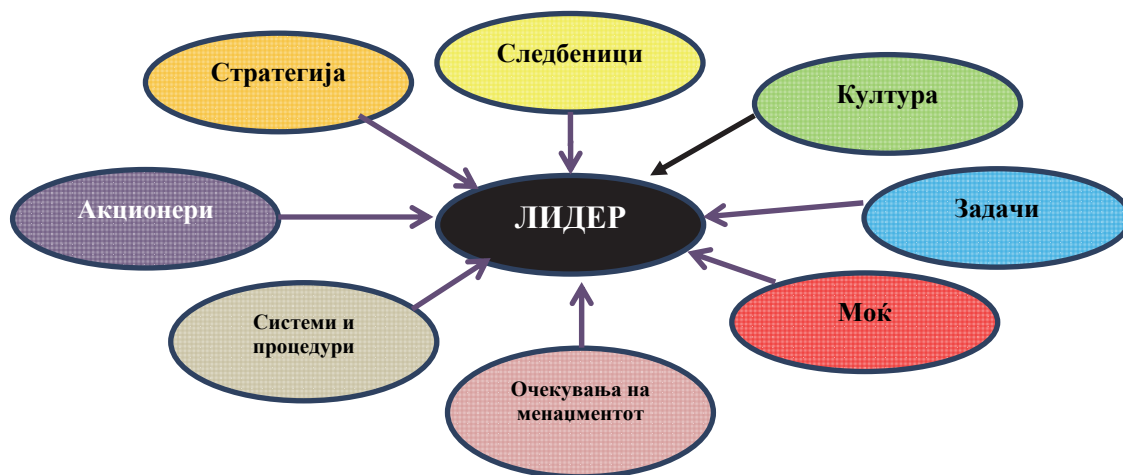 Следбеници
Стратегија
Култура
Акционери
ЛИДЕР
Задачи
Системи и
процедури
Моќ
Очекувања на
менаџментот